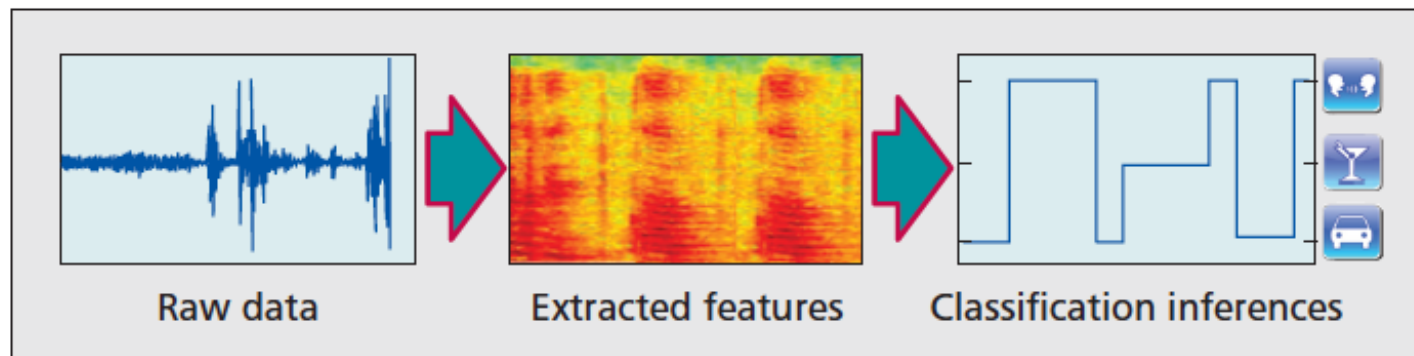 Raw data
Extracted features
Classification inferences